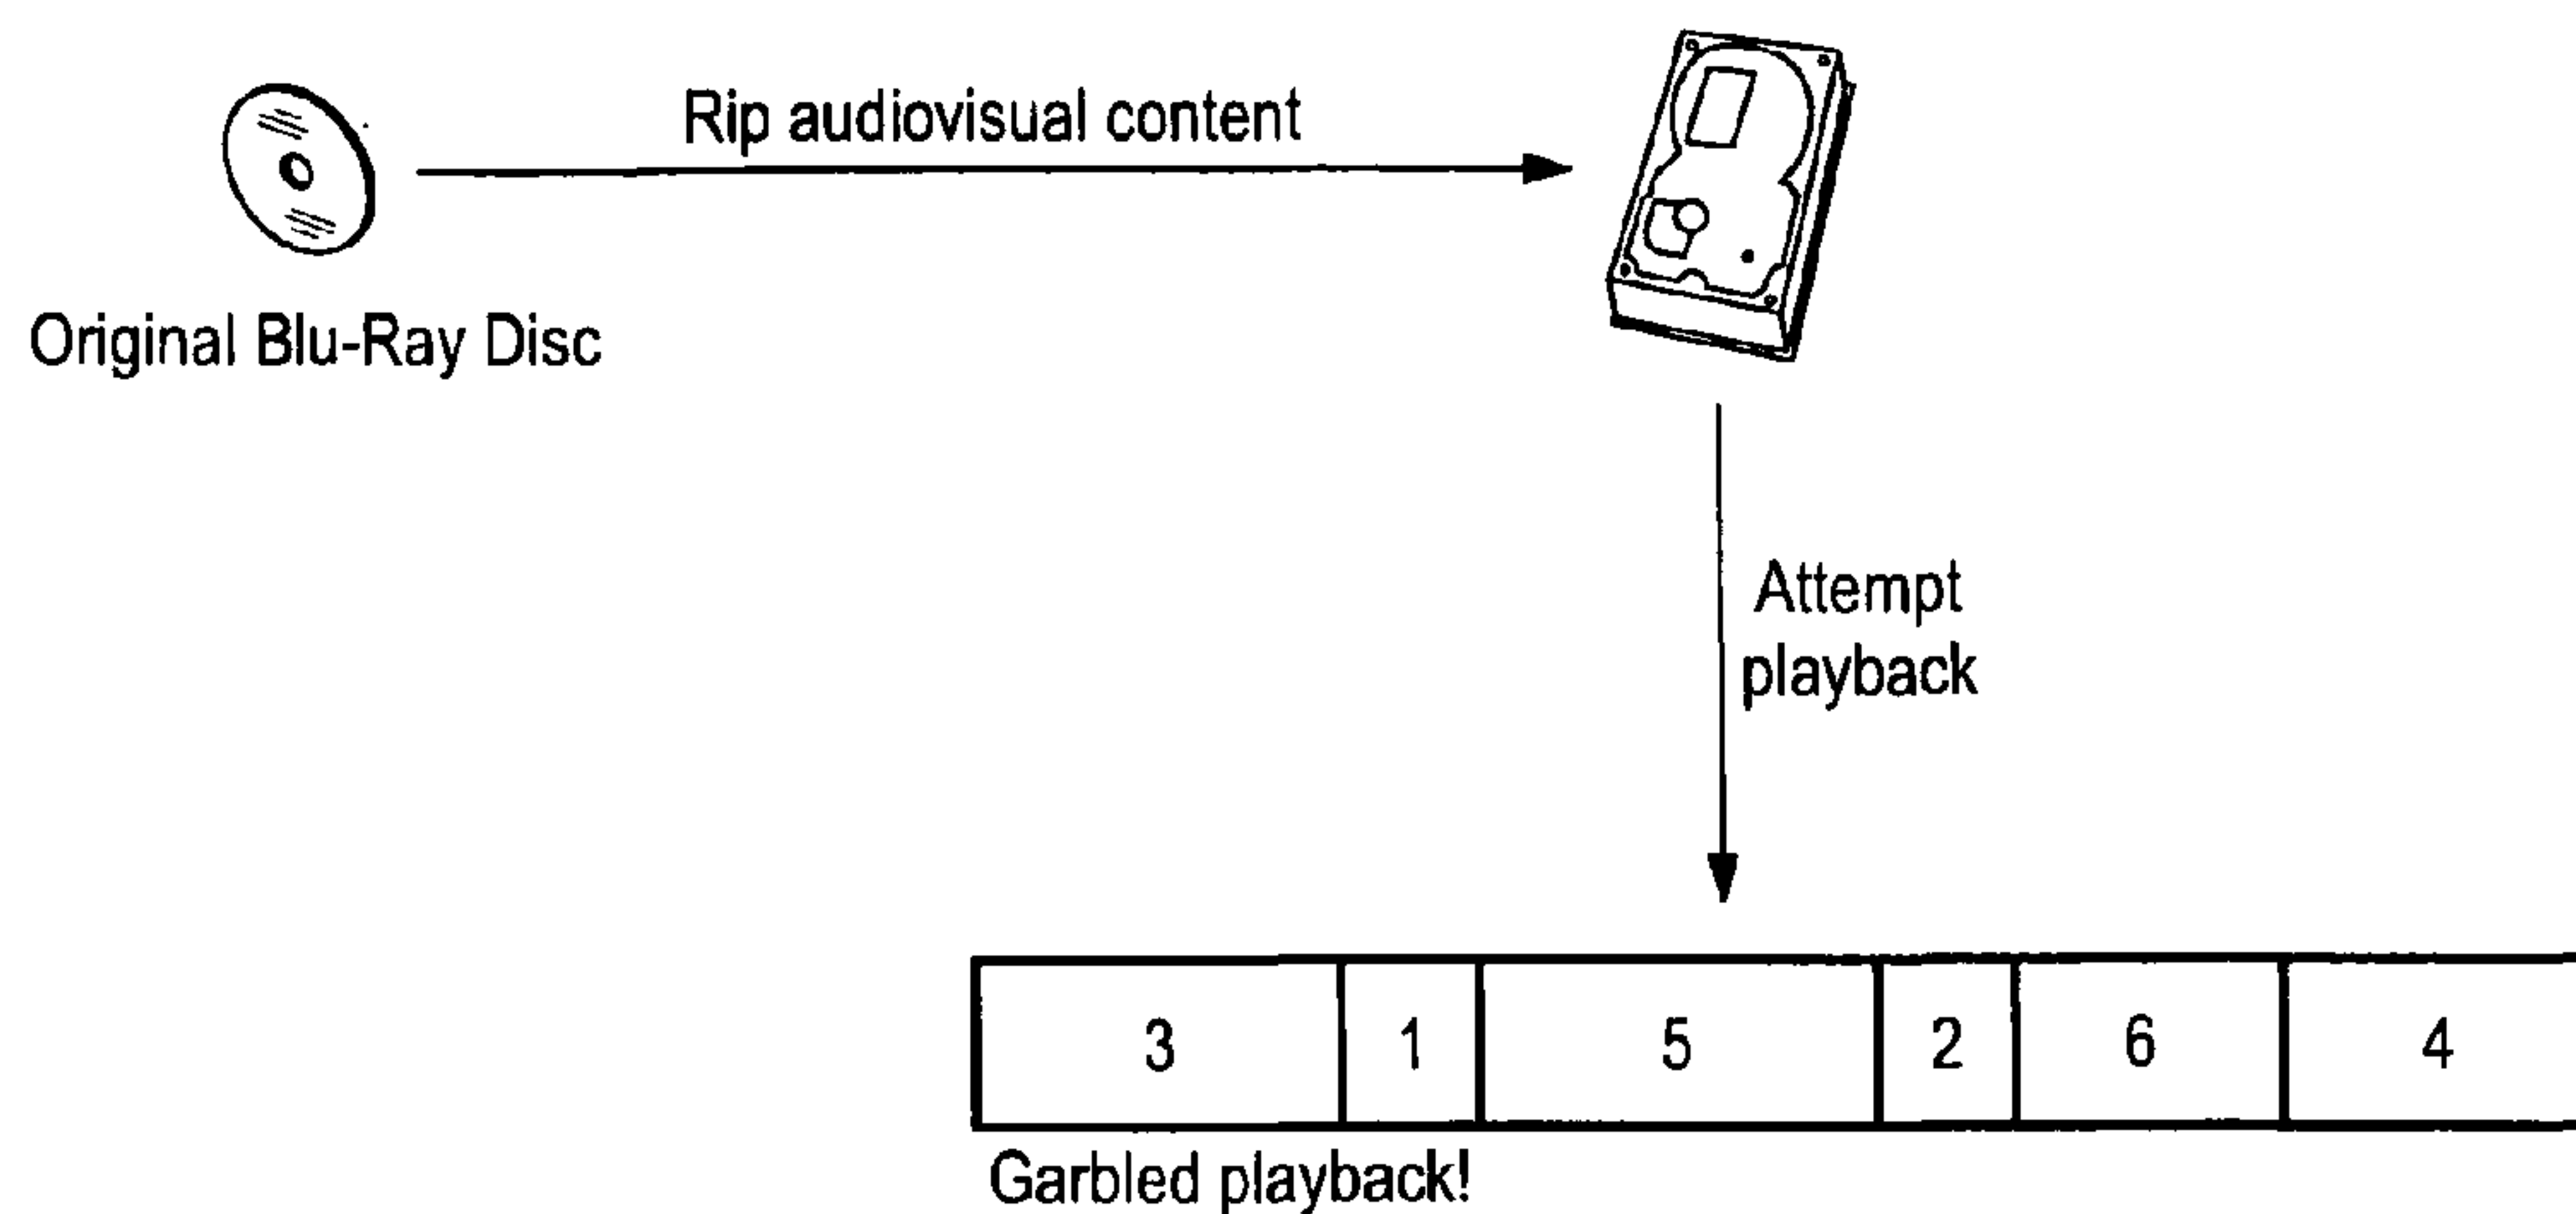 Rip audiovisual content
Original Blu-Ray Disc
Attempt
playback
3 1 5 2 6 4
Garbled playback!